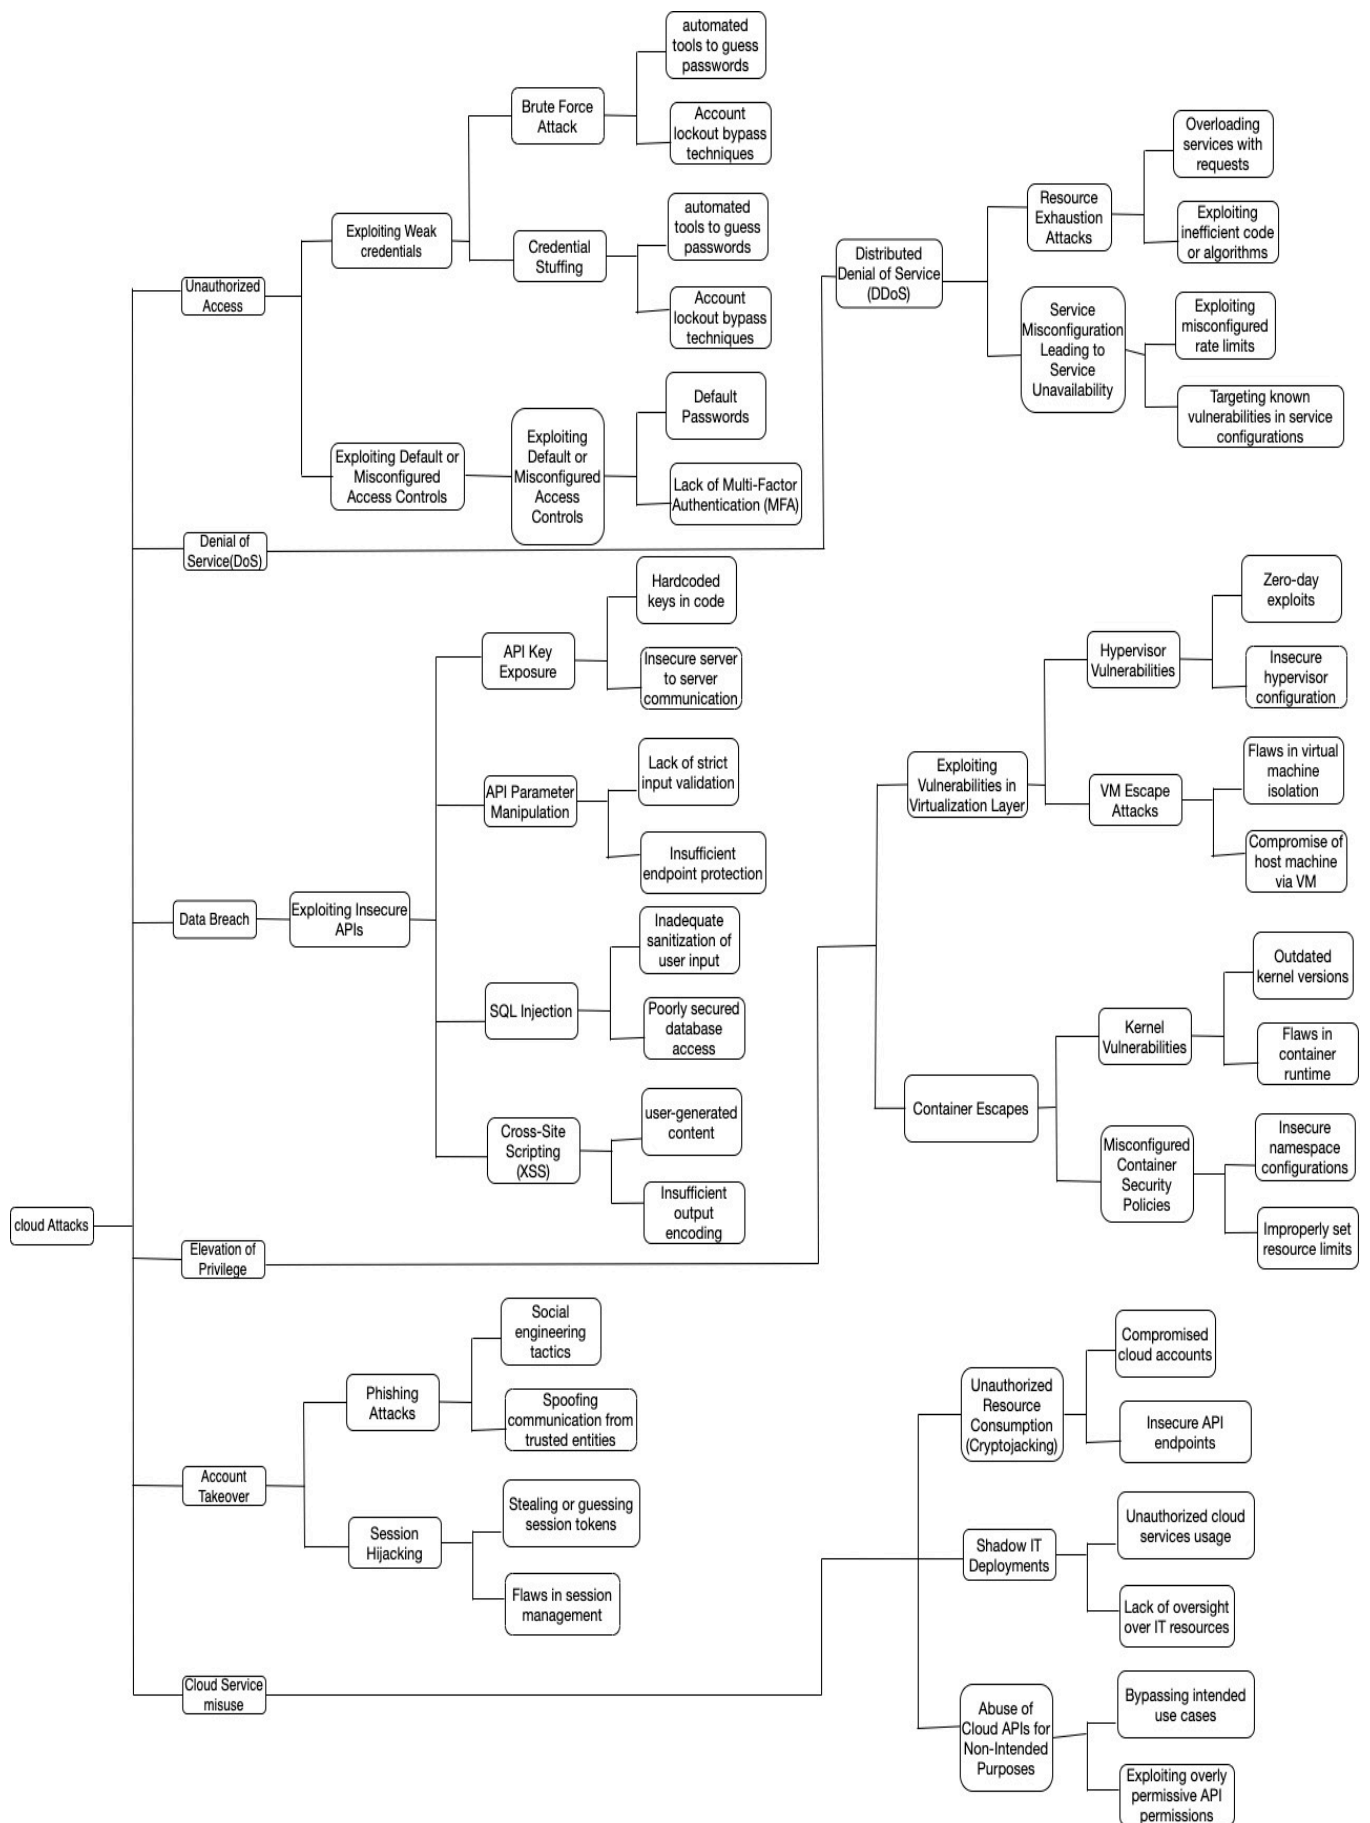 automated
tools to guess
passwords
Brute Force
Attack
Account
lockout bypass
techniques
automated
tools to guess
passwords
Exploiting Weak
credentials
Credential
Stuffing
Account
lockout bypass
techniques
Unauthorized
Access
Default
Passwords
Exploiting Default or
Misconfigured
Access Controls
Exploiting
Default or
Misconfigured
Access
Controls
Lack of Multi-Factor
Authentication (MFA)
Denial of
Service(DoS)
Distributed
Denial of Service
(DDoS)
Resource
Exhaustion
Attacks
Overloading
services with
requests
Exploiting
inefficient code
or algorithms
Service
Misconfiguration
Leading to
Service
Unavailability
Exploiting
misconfigured
rate limits
Targeting known
vulnerabilities in service
configurations
Data Breach
Exploiting Insecure
APIs
API Key
Exposure
Hardcoded
keys in code
Insecure server
to server
communication
API Parameter
Manipulation
Lack of strict
input validation
Insufficient
endpoint protection
SQL Injection
Inadequate
sanitization of
user input
Poorly secured
database
access
Cross-Site
Scripting
(XSS)
user-generated
content
Insufficient
output
encoding
cloud Attacks
Elevation of
Privilege
Exploiting
Vulnerabilities in
Virtualization Layer
Hypervisor
Vulnerabilities
Zero-day
exploits
Insecure
hypervisor
configuration
VM Escape
Attacks
Flaws in virtual
machine
isolation
Compromise of
host machine
via VM
Container Escapes
Kernel
Vulnerabilities
Outdated
kernel versions
Flaws in
container
runtime
Misconfigured
Container
Security
Policies
Insecure
namespace
configurations
Improperly set
resource limits
Account
Takeover
Phishing
Attacks
Social
engineering
tactics
Spoofing
communication from
trusted entities
Session
Hijacking
Stealing or guessing
session tokens
Flaws in session
management
Cloud Service
misuse
Unauthorized
Resource
Consumption
(Cryptojacking)
Compromised
cloud accounts
Insecure API
endpoints
Shadow IT
Deployments
Unauthorized cloud
services usage
Lack of oversight
over IT resources
Abuse of
Cloud APIs for
Non-Intended
Purposes
Bypassing intended
use cases
Exploiting overly
permissive API
permissions